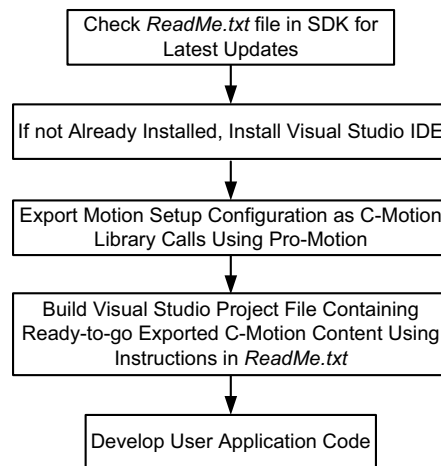 Check ReadMe.txt file in SDK for
Latest Updates
If not Already Installed, Install Visual Studio IDE
Export Motion Setup Configuration as C-Motion
Library Calls Using Pro-Motion
Build Visual Studio Project File Containing
Ready-to-go Exported C-Motion Content Using
Instructions in ReadMe.txt
Develop User Application Code